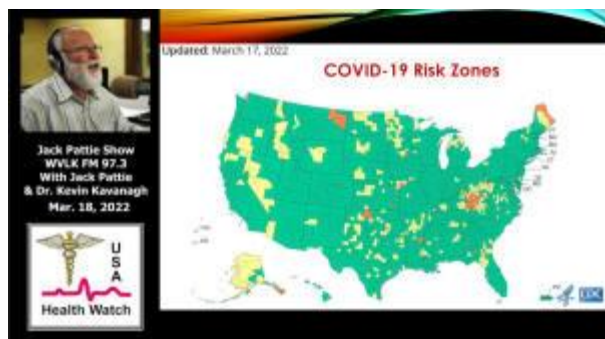 Updated: March 17, 2022
COVID-19 Risk Zones
Jack Pattie Show
WVLK FM 97.3
With Jack Pattie
& Dr. Kevin Kavanagh
Mar. 18, 2022
USA
Health Watch
CDC